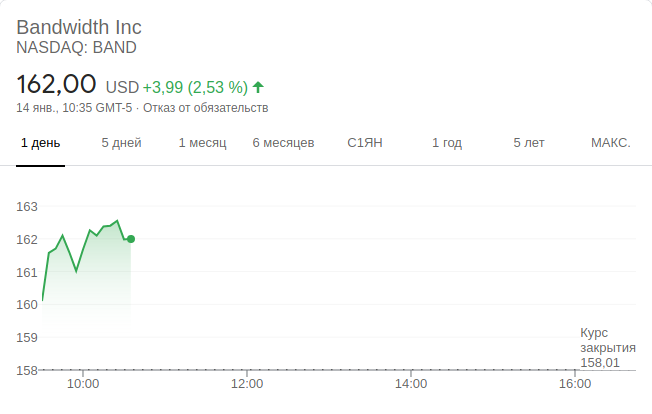 Bandwidth Inc
NASDAQ: BAND
162,00 USD +3,99 (2,53 %)
14 янв., 10:35 GMT-5 · Отказ от обязательств
1 день 5 дней 1 месяц 6 месяцев С1ЯН 1 год 5 лет МАКС.
163
162
161
160
159
Курс
закрытия
158,01
158
10:00 12:00 14:00 16:00